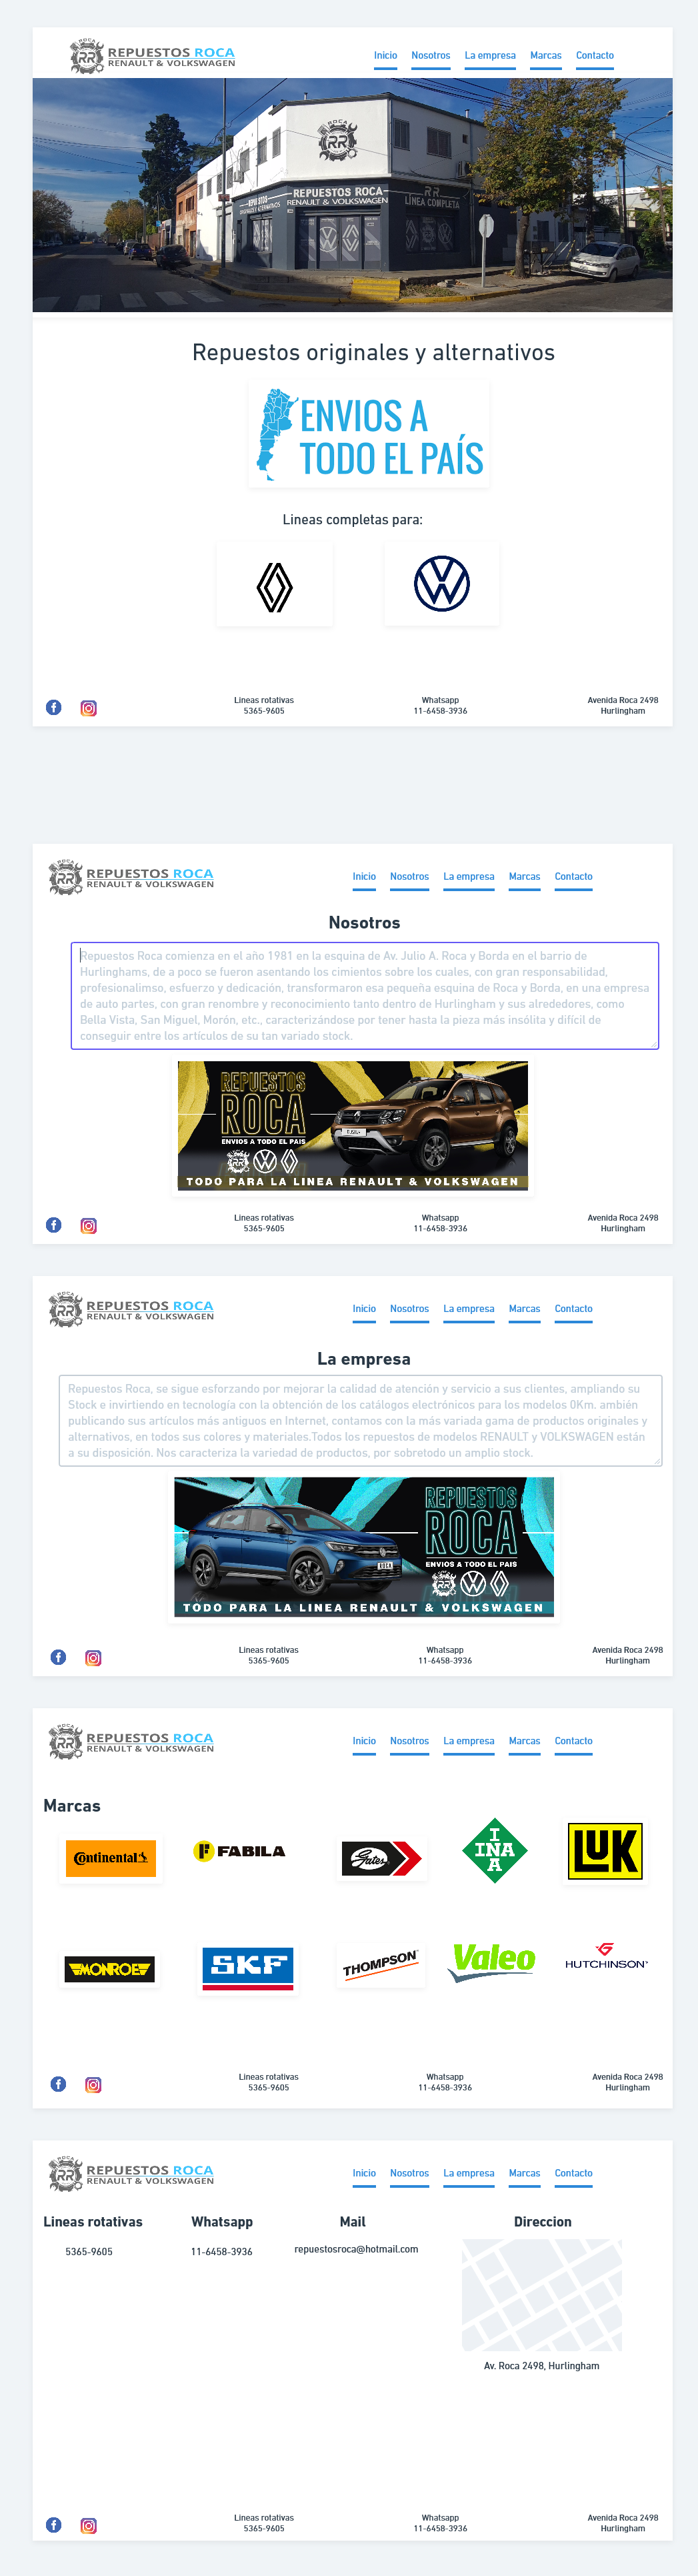 ROCA
RR
REPUESTOS ROCA
RENAULT & VOLKSWAGEN
Inicio Nosotros La empresa Marcas Contacto
ROCA
RR
REPUESTOS ROCA
RENAULT & VOLKSWAGEN
RR
LINEA COMPLETA
Repuestos originales y alternativos
ENVIOS A
TODO EL PAÍS
Lineas completas para:
Lineas rotativas Whatsapp Avenida Roca 2498
5365-9605 11-6458-3936 Hurlingham
ROCA
RR
REPUESTOS ROCA
RENAULT & VOLKSWAGEN
Inicio Nosotros La empresa Marcas Contacto
Nosotros
Repuestos Roca comienza en el año 1981 en la esquina de Av. Julio A. Roca y Borda en el barrio de
Hurlinghams, de a poco se fueron asentando los cimientos sobre los cuales, con gran responsabilidad,
profesionalimso, esfuerzo y dedicación, transformaron esa pequeña esquina de Roca y Borda, en una empresa
de auto partes, con gran renombre y reconocimiento tanto dentro de Hurlingham y sus alrededores, como
Bella Vista, San Miguel, Morón, etc., caracterizándose por tener hasta la pieza más insólita y difícil de
conseguir entre los artículos de su tan variado stock.
REPUESTOS
ROCA
ENVIOS A TODO EL PAIS
TODO PARA LA LINEA RENAULT & VOLKSWAGEN
Lineas rotativas Whatsapp Avenida Roca 2498
5365-9605 11-6458-3936 Hurlingham
ROCA
RR
REPUESTOS ROCA
RENAULT & VOLKSWAGEN
Inicio Nosotros La empresa Marcas Contacto
La empresa
Repuestos Roca, se sigue esforzando por mejorar la calidad de atención y servicio a sus clientes, ampliando su
Stock e invirtiendo en tecnología con la obtención de los catálogos electrónicos para los modelos 0Km. ambién
publicando sus artículos más antiguos en Internet, contamos con la más variada gama de productos originales y
alternativos, en todos sus colores y materiales.Todos los repuestos de modelos RENAULT y VOLKSWAGEN están
a su disposición. Nos caracteriza la variedad de productos, por sobretodo un amplio stock.
REPUESTOS
ROCA
ENVIOS A TODO EL PAIS
TODO PARA LA LINEA RENAULT & VOLKSWAGEN
Lineas rotativas Whatsapp Avenida Roca 2498
5365-9605 11-6458-3936 Hurlingham
ROCA
RR
REPUESTOS ROCA
RENAULT & VOLKSWAGEN
Inicio Nosotros La empresa Marcas Contacto
Marcas
Continental FABILA Gates INA LUK
MONROE SKF THOMPSON Valeo HUTCHINSON
Lineas rotativas Whatsapp Avenida Roca 2498
5365-9605 11-6458-3936 Hurlingham
ROCA
RR
REPUESTOS ROCA
RENAULT & VOLKSWAGEN
Inicio Nosotros La empresa Marcas Contacto
Lineas rotativas Whatsapp Mail Direccion
5365-9605 11-6458-3936 repuestosroca@hotmail.com
Av. Roca 2498, Hurlingham
Lineas rotativas Whatsapp Avenida Roca 2498
5365-9605 11-6458-3936 Hurlingham